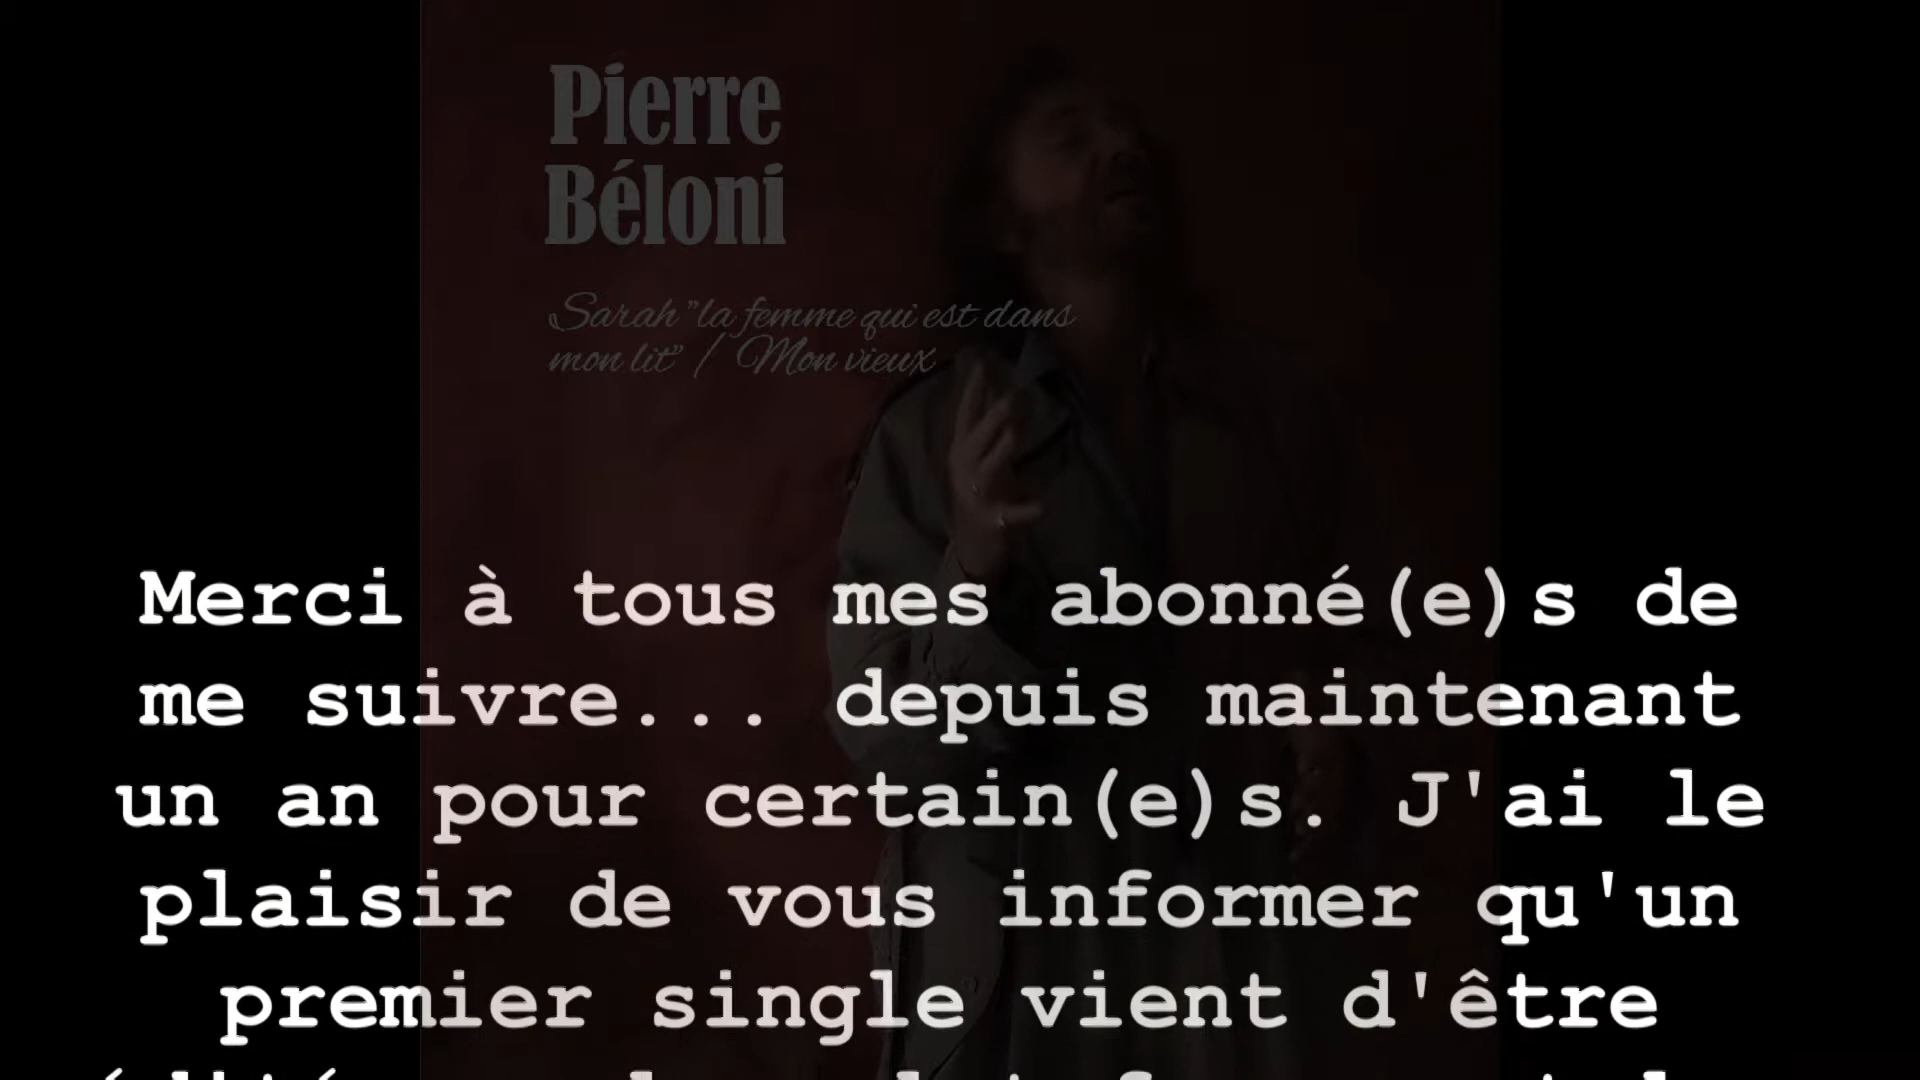 Pierre
Béloni
Sarah "la femme qui est dans
mon lit" / Mon vieux
Merci à tous mes abonné(e)s de
me suivre... depuis maintenant
un an pour certain(e)s. J'ai le
plaisir de vous informer qu'un
premier single vient d'être